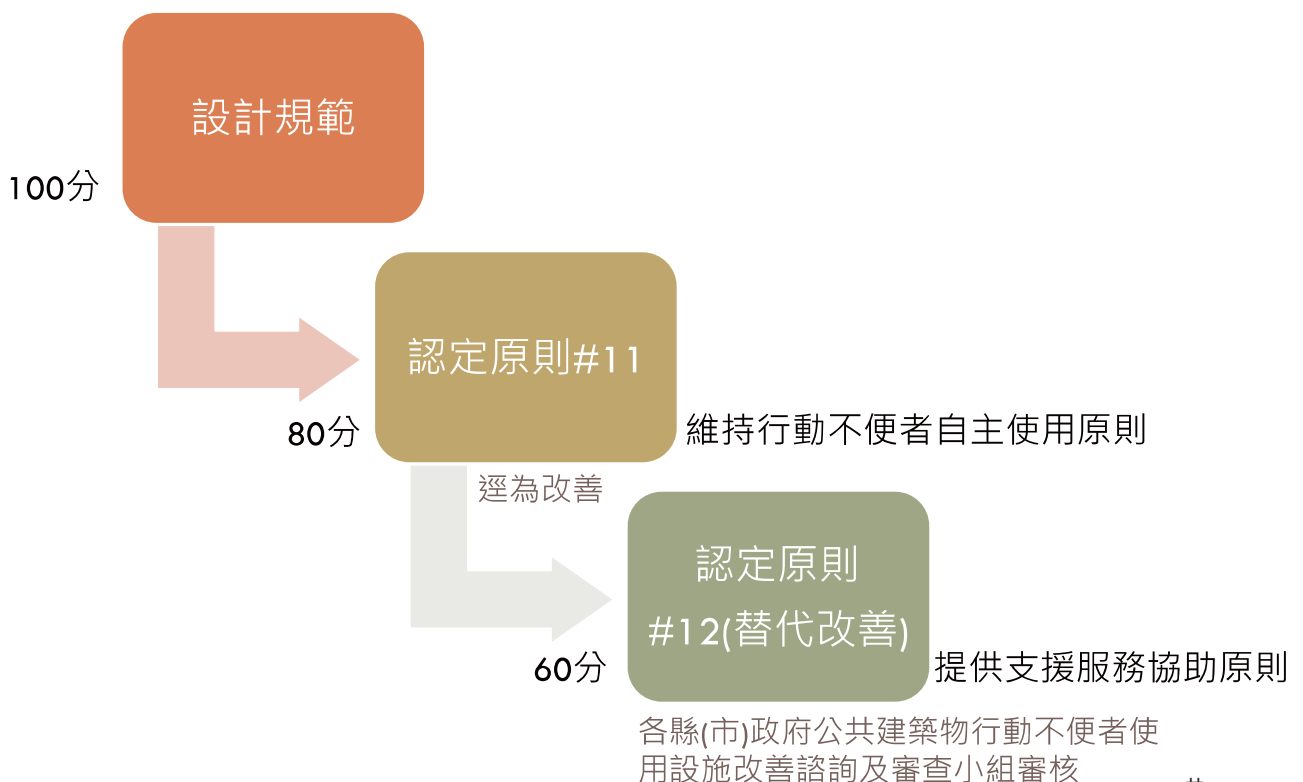 設計規範
100分
認定原則#11
80分
維持行動不便者自主使用原則
逕為改善
認定原則
#12(替代改善)
60分
提供支援服務協助原則
各縣(市)政府公共建築物行動不便者使
用設施改善諮詢及審查小組審核